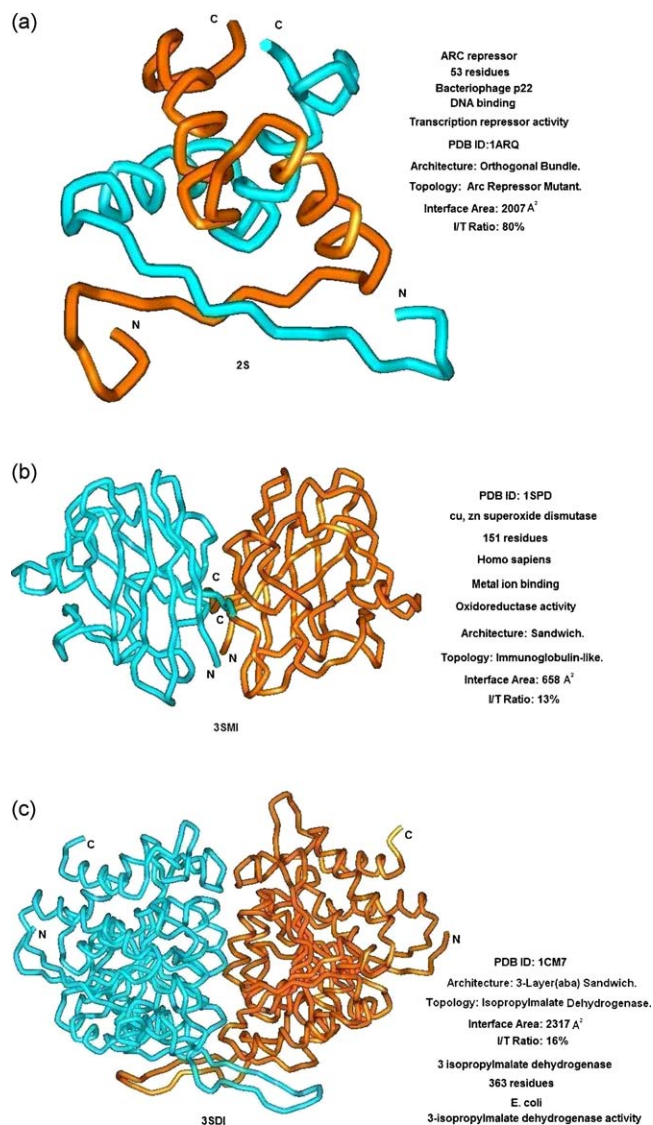 (a)
C
C
ARC repressor
53 residues
Bacteriophage p22
DNA binding
Transcription repressor activity
PDB ID:1ARQ
Architecture: Orthogonal Bundle.
Topology: Arc Repressor Mutant.
Interface Area: 2007 Å²
I/T Ratio: 80%
N
N
2S
(b)
PDB ID: 1SPD
cu, zn superoxide dismutase
151 residues
Homo sapiens
Metal ion binding
Oxidoreductase activity
Architecture: Sandwich.
Topology: Immunoglobulin-like.
Interface Area: 658 Å²
I/T Ratio: 13%
C
C
N
N
3SMI
(c)
C
C
N
N
PDB ID: 1CM7
Architecture: 3-Layer(aba) Sandwich.
Topology: Isopropylmalate Dehydrogenase.
Interface Area: 2317 Å²
I/T Ratio: 16%
3 isopropylmalate dehydrogenase
363 residues
E. coli
3-isopropylmalate dehydrogenase activity
3SDI